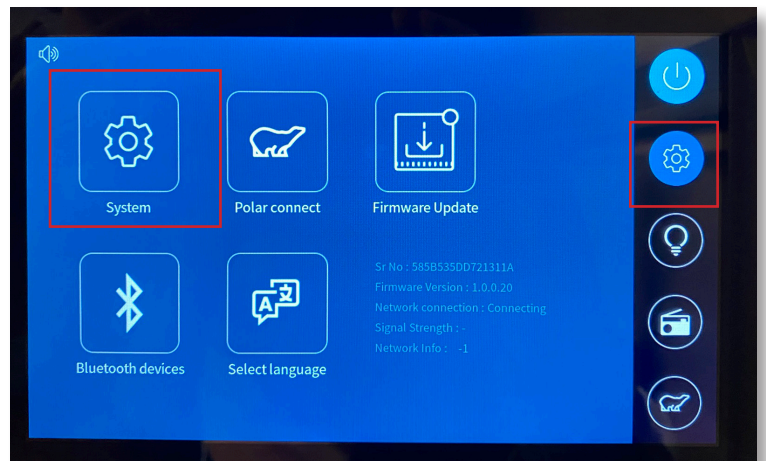 System
Polar connect
Firmware Update
Sr No : 585B535DD721311A
Firmware Version : 1.0.0.20
Network connection : Connecting
Signal Strength : -
Network Info : -1
Bluetooth devices
A 文
Select language